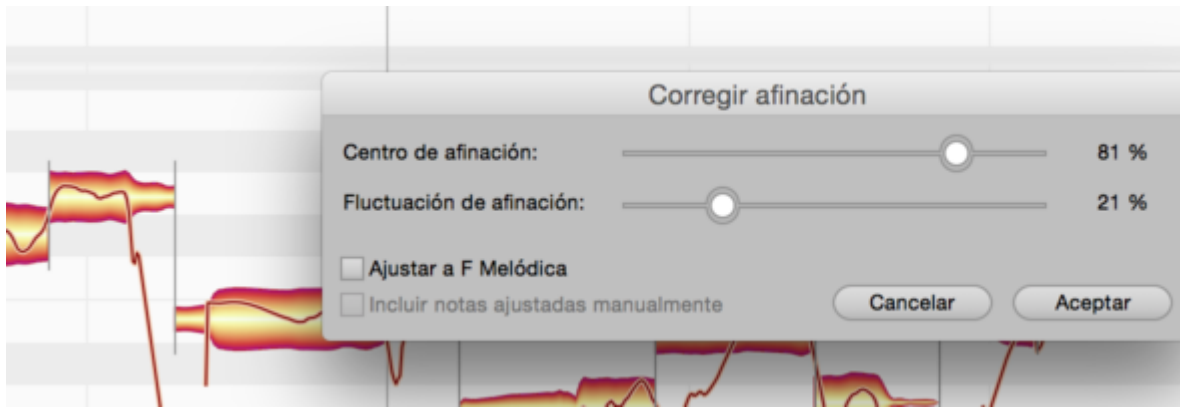 Corregir afinación
Centro de afinación: 81 %
Fluctuación de afinación: 21 %
Ajustar a F Melódica
Incluir notas ajustadas manualmente
Cancelar Aceptar